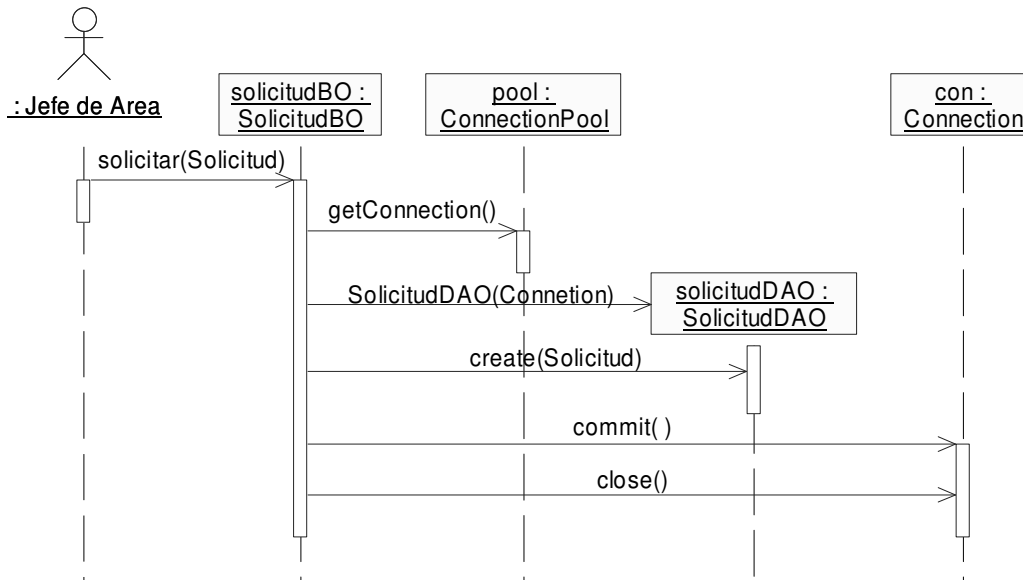 : Jefe de Area
solicitudBO :
SolicitudBO
pool :
ConnectionPool
con :
Connection
solicitar(Solicitud)
getConnection()
SolicitudDAO(Connetion)
solicitudDAO :
SolicitudDAO
create(Solicitud)
commit( )
close()